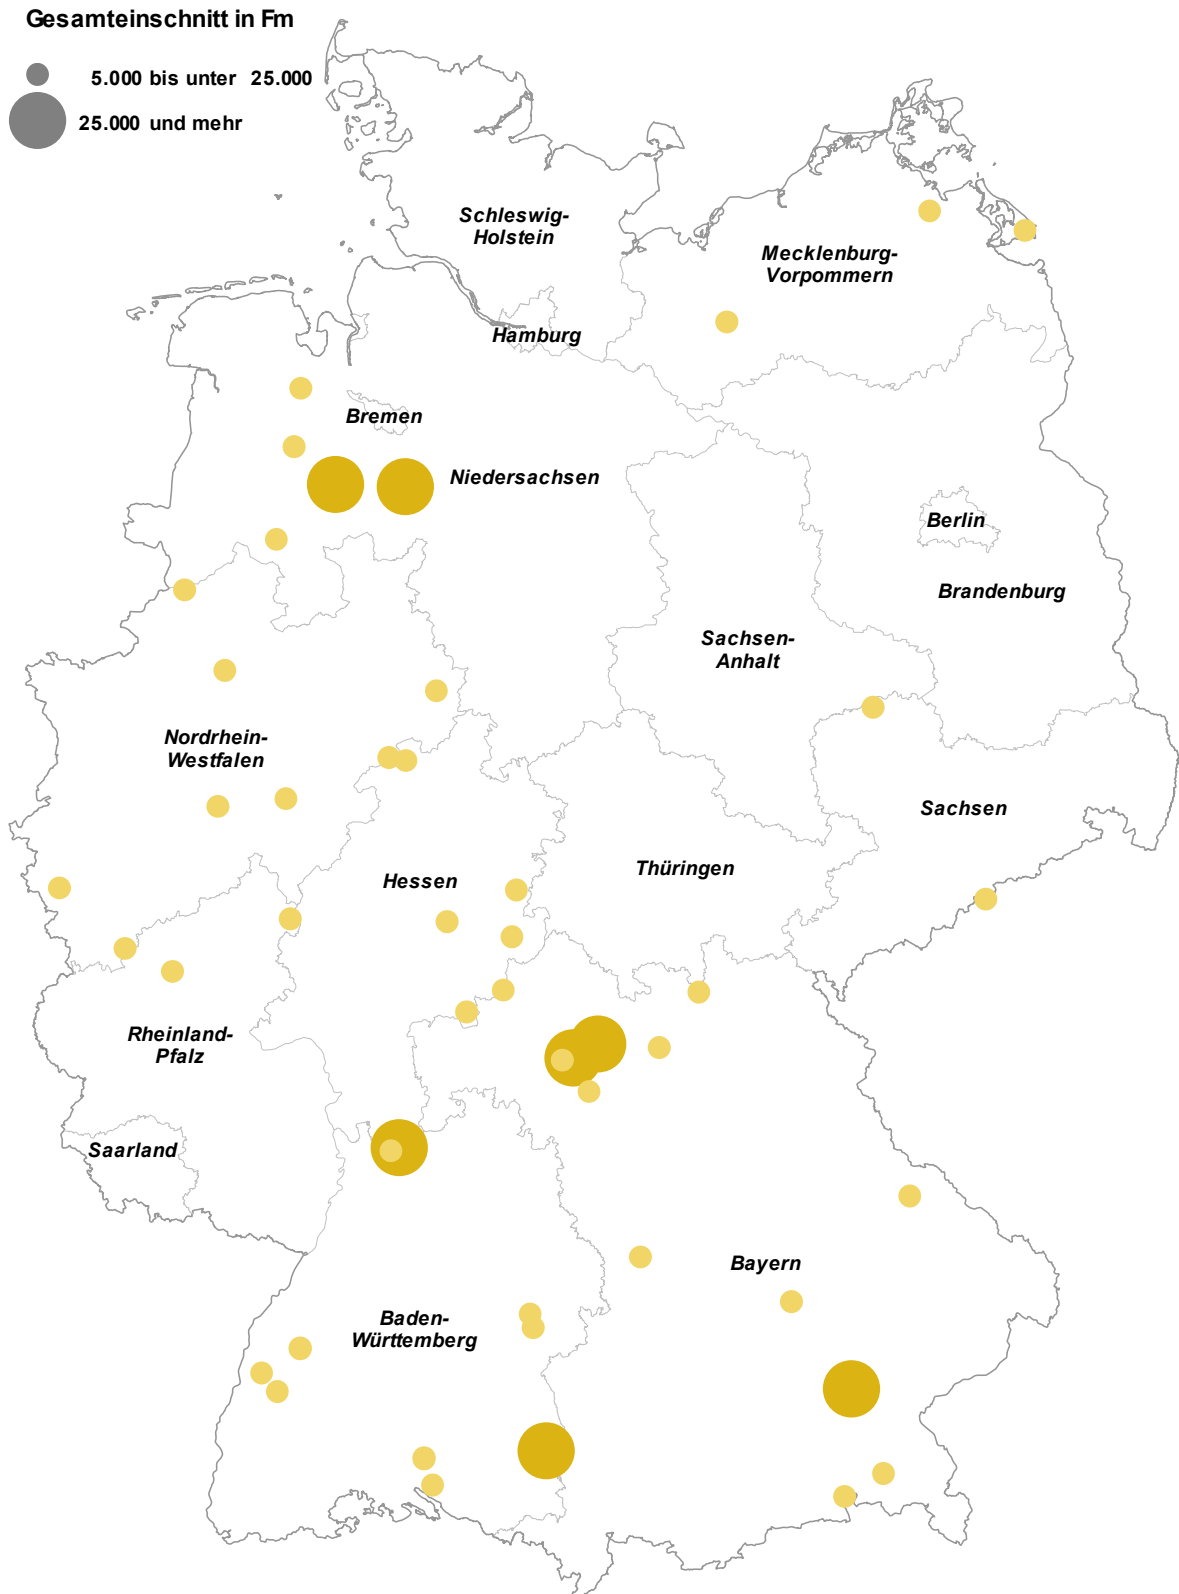 Gesamteinschnitt in Fm
5.000 bis unter 25.000
25.000 und mehr
Schleswig-
Holstein
Mecklenburg-
Vorpommern
Hamburg
Bremen
Niedersachsen
Berlin
Brandenburg
Sachsen-
Anhalt
Nordrhein-
Westfalen
Sachsen
Thüringen
Hessen
Rheinland-
Pfalz
Saarland
Bayern
Baden-
Württemberg